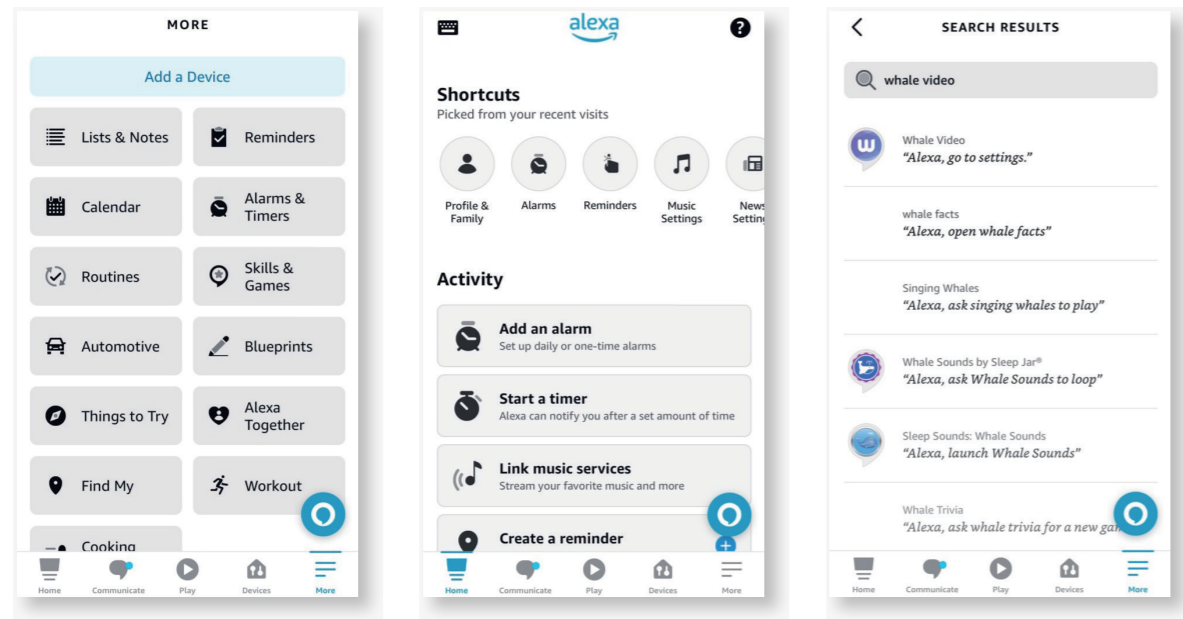 MORE
Add a Device
Lists & Notes
Reminders
Calendar
Alarms &
Timers
Routines
Skills &
Games
Automotive
Blueprints
Things to Try
Alexa
Together
Find My
Workout
Cooking
Home
Communicate
Play
Devices
More
alexa
?
Shortcuts
Picked from your recent visits
Profile &
Family
Alarms
Reminders
Music
Settings
News
Setting
Activity
Add an alarm
Set up daily or one-time alarms
Start a timer
Alexa can notify you after a set amount of time
Link music services
Stream your favorite music and more
Create a reminder
Home
Communicate
Play
Devices
More
SEARCH RESULTS
whale video
W
Whale Video
“Alexa, go to settings.”
whale facts
“Alexa, open whale facts”
Singing Whales
“Alexa, ask singing whales to play”
Whale Sounds by Sleep Jar®
“Alexa, ask Whale Sounds to loop”
Sleep Sounds: Whale Sounds
“Alexa, launch Whale Sounds”
Whale Trivia
“Alexa, ask whale trivia for a new gam
Home
Communicate
Play
Devices
More